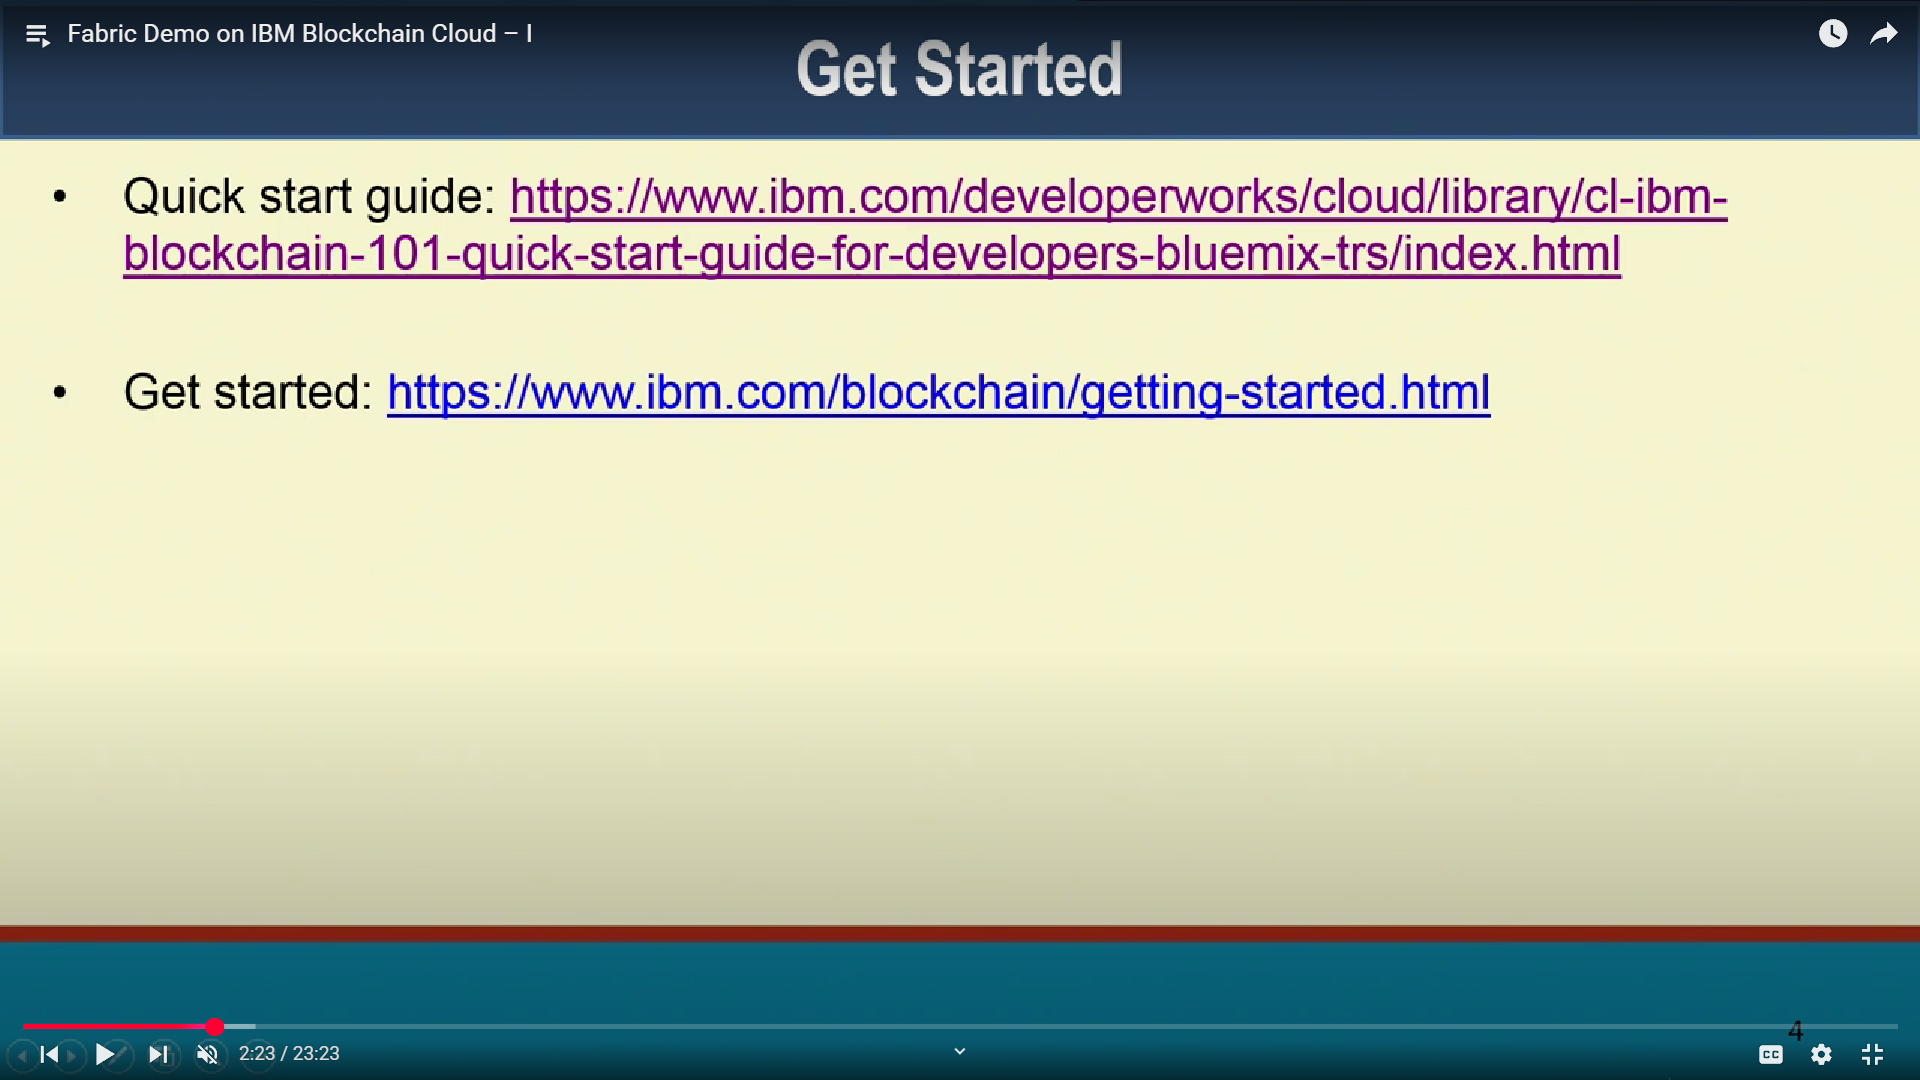 Fabric Demo on IBM Blockchain Cloud – I
Get Started
• Quick start guide: https://www.ibm.com/developerworks/cloud/library/cl-ibm-
blockchain-101-quick-start-guide-for-developers-bluemix-trs/index.html
• Get started: https://www.ibm.com/blockchain/getting-started.html
4
2:23 / 23:23
CC